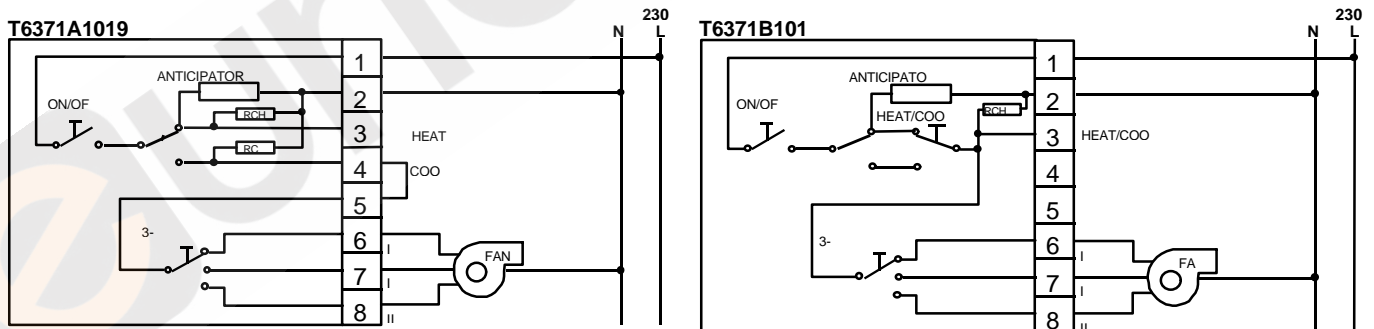 T6371A1019
N
230
L
1
ANTICIPATOR
2
ON/OF
RCH
3
HEAT
RC
4
COO
5
3-
6
I
FAN
7
I
8
II
T6371B101
N
230
L
1
ANTICIPATO
2
ON/OF
HEAT/COO
RCH
3
HEAT/COO
4
5
3-
6
I
FA
7
I
8
II